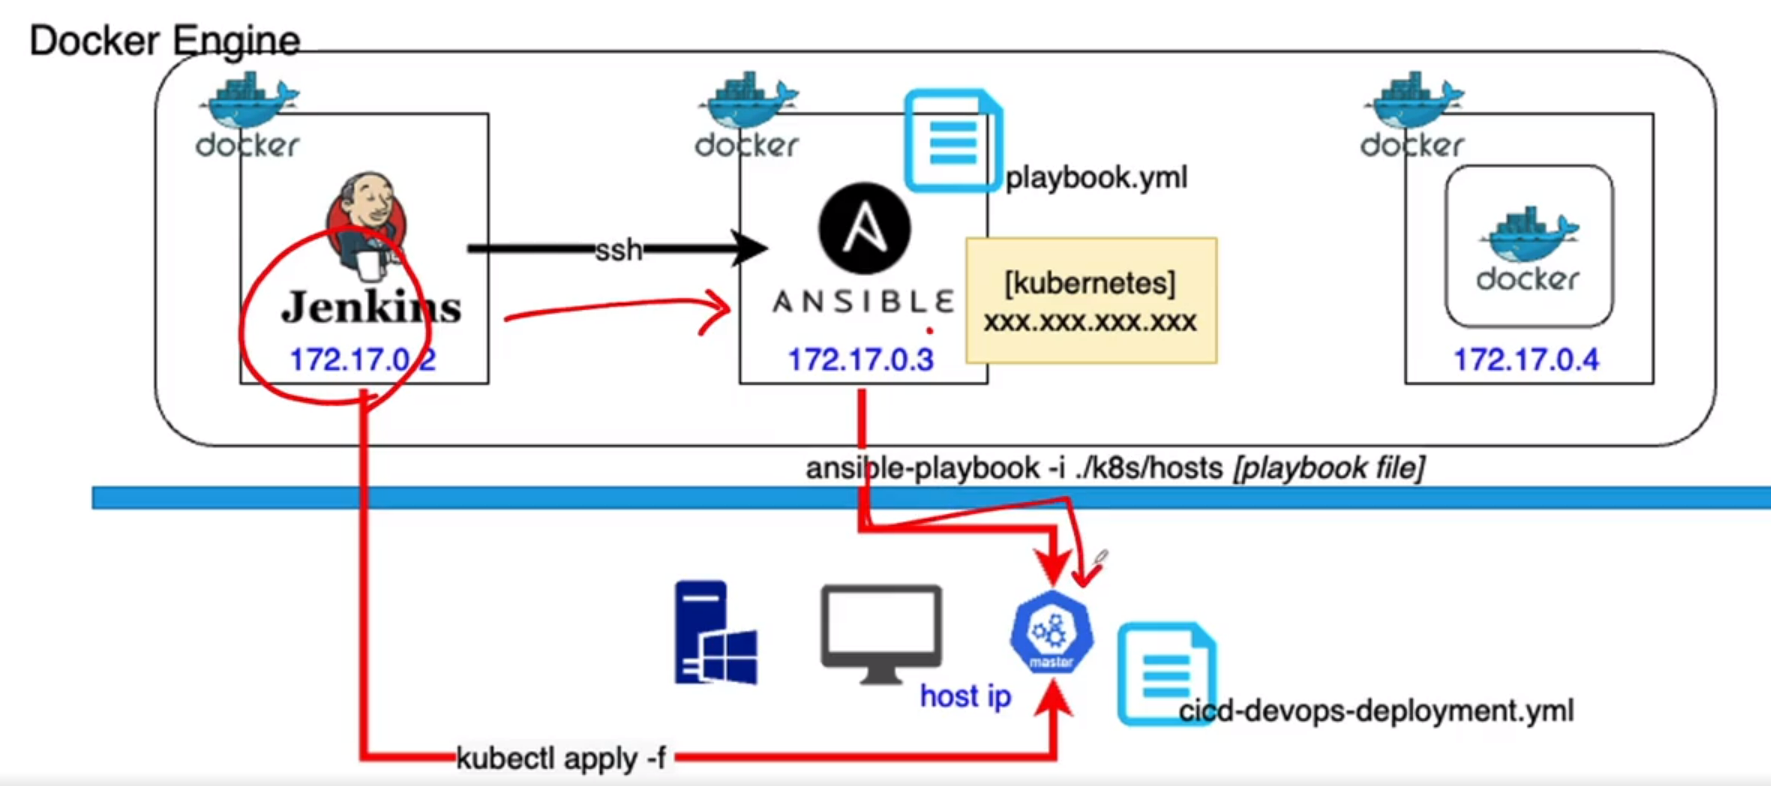 Docker Engine
docker
docker
docker
playbook.yml
ssh
Jenkins
172.17.0.2
ANSIBLE
172.17.0.3
[kubernetes]
xxx.xxx.xxx.xxx
docker
172.17.0.4
ansible-playbook -i ./k8s/hosts [playbook file]
master
host ip
cicd-devops-deployment.yml
kubectl apply -f